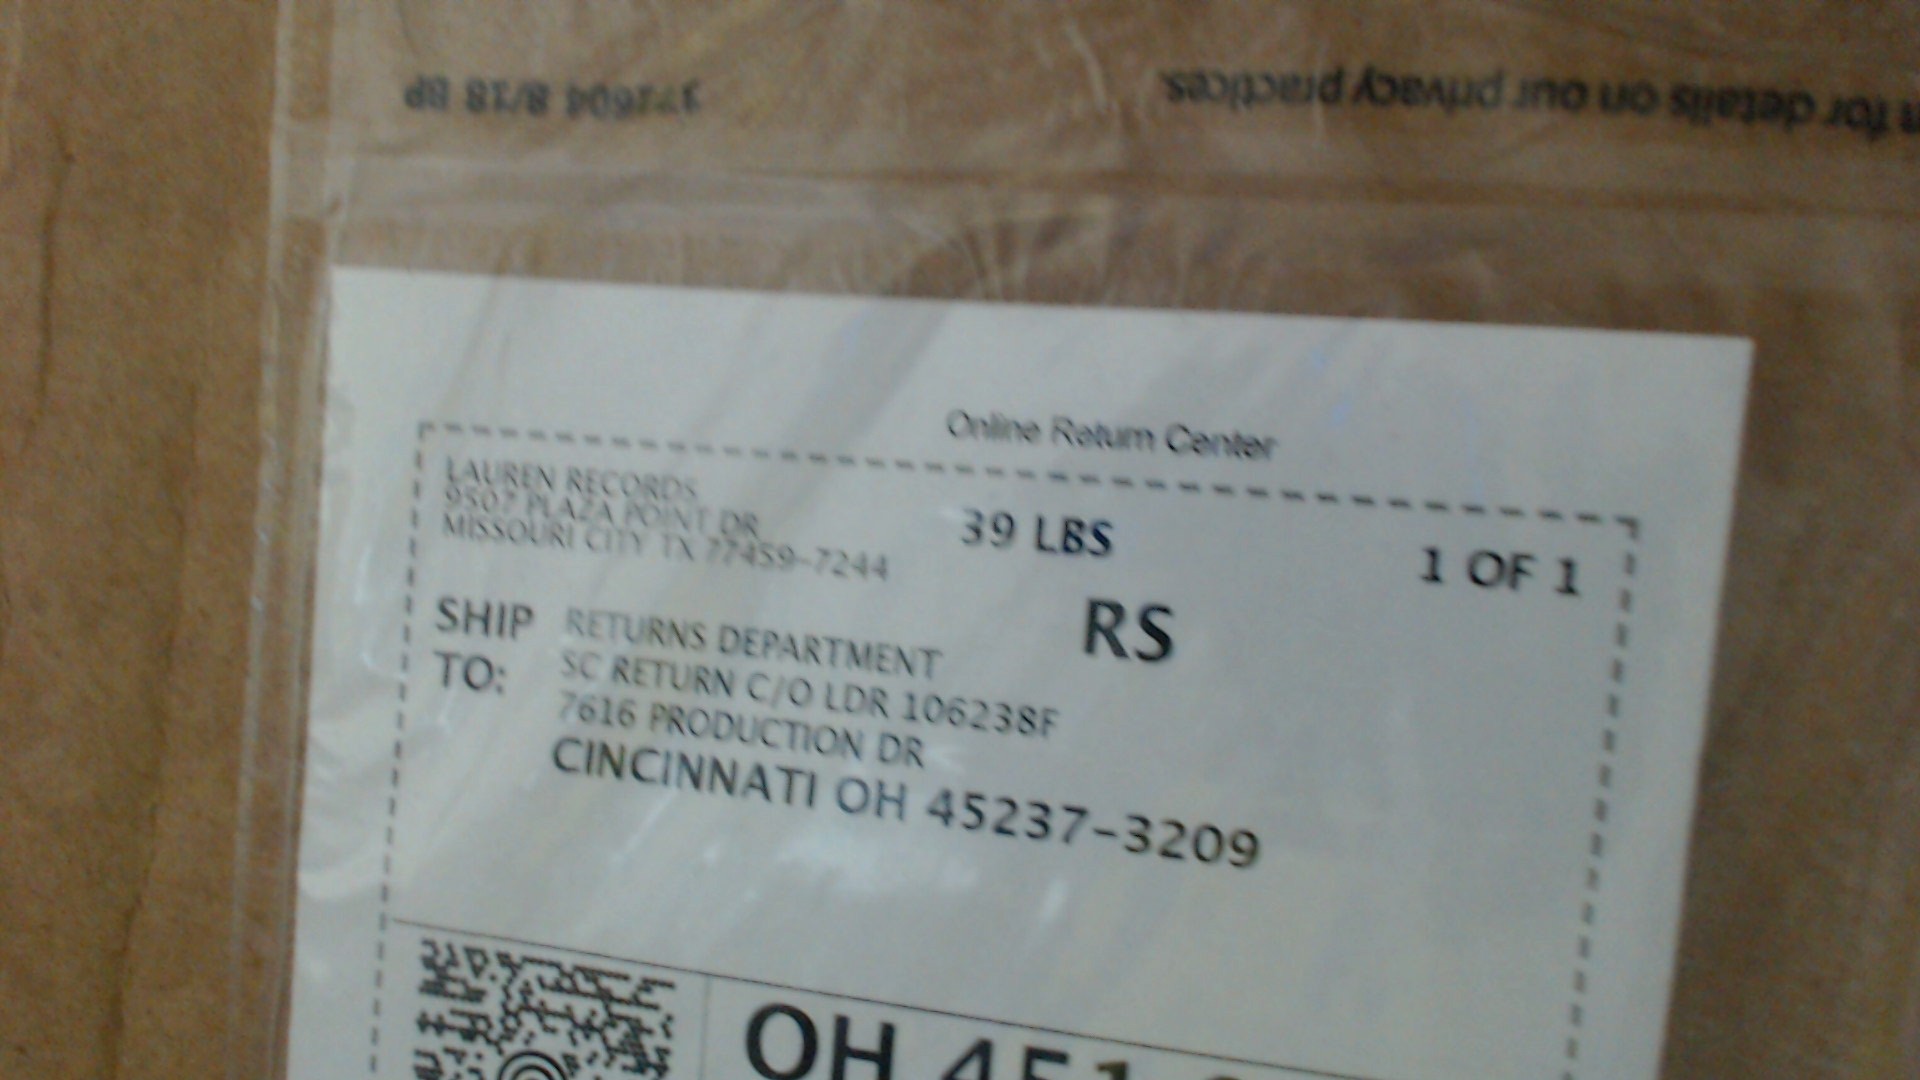 n for details on our privacy practices.
371604 8/18 BP
Online Return Center
LAUREN RECORDS
9507 PLAZA POINT DR
MISSOURI CITY TX 77459-7244
39 LBS
1 OF 1
RS
SHIP TO:
RETURNS DEPARTMENT
SC RETURN C/O LDR 106238F
7616 PRODUCTION DR
CINCINNATI OH 45237-3209
OH 451